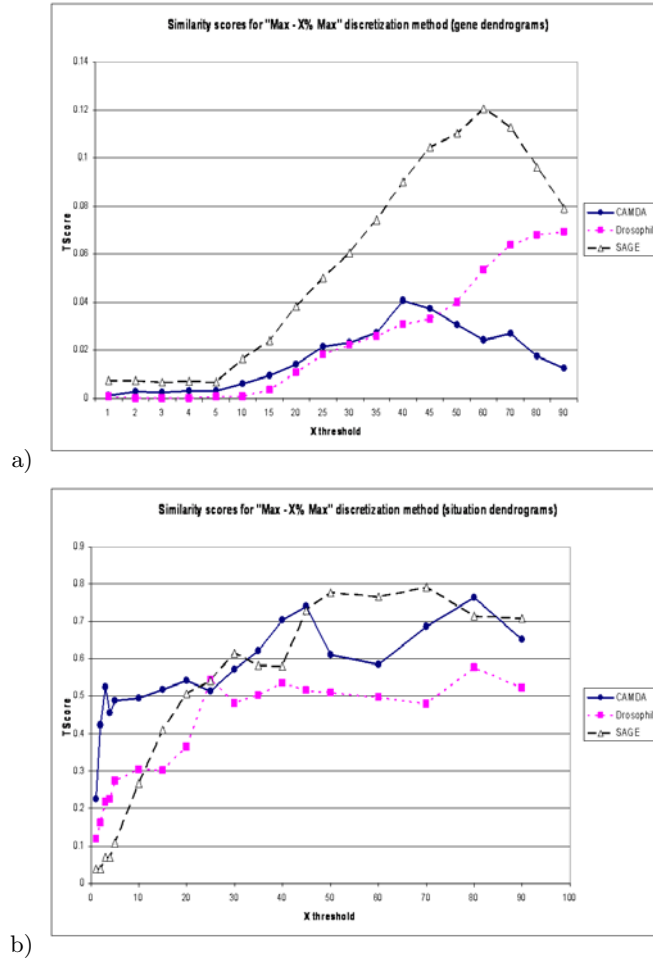 Similarity scores for "Max - X% Max" discretization method (gene dendrograms)
0.14
0.12
0.1
0.08
0.06
0.04
0.02
0
TScore
1 2 3 4 5 10 15 20 25 30 35 40 45 50 60 70 80 90
X threshold
CAMDA
Drosophil
SAGE
a)
Similarity scores for "Max - X% Max" discretization method (situation dendrograms)
0.9
0.8
0.7
0.6
0.5
0.4
0.3
0.2
0.1
0
TScore
0 10 20 30 40 50 60 70 80 90 100
X threshold
CAMDA
Drosophil
SAGE
b)